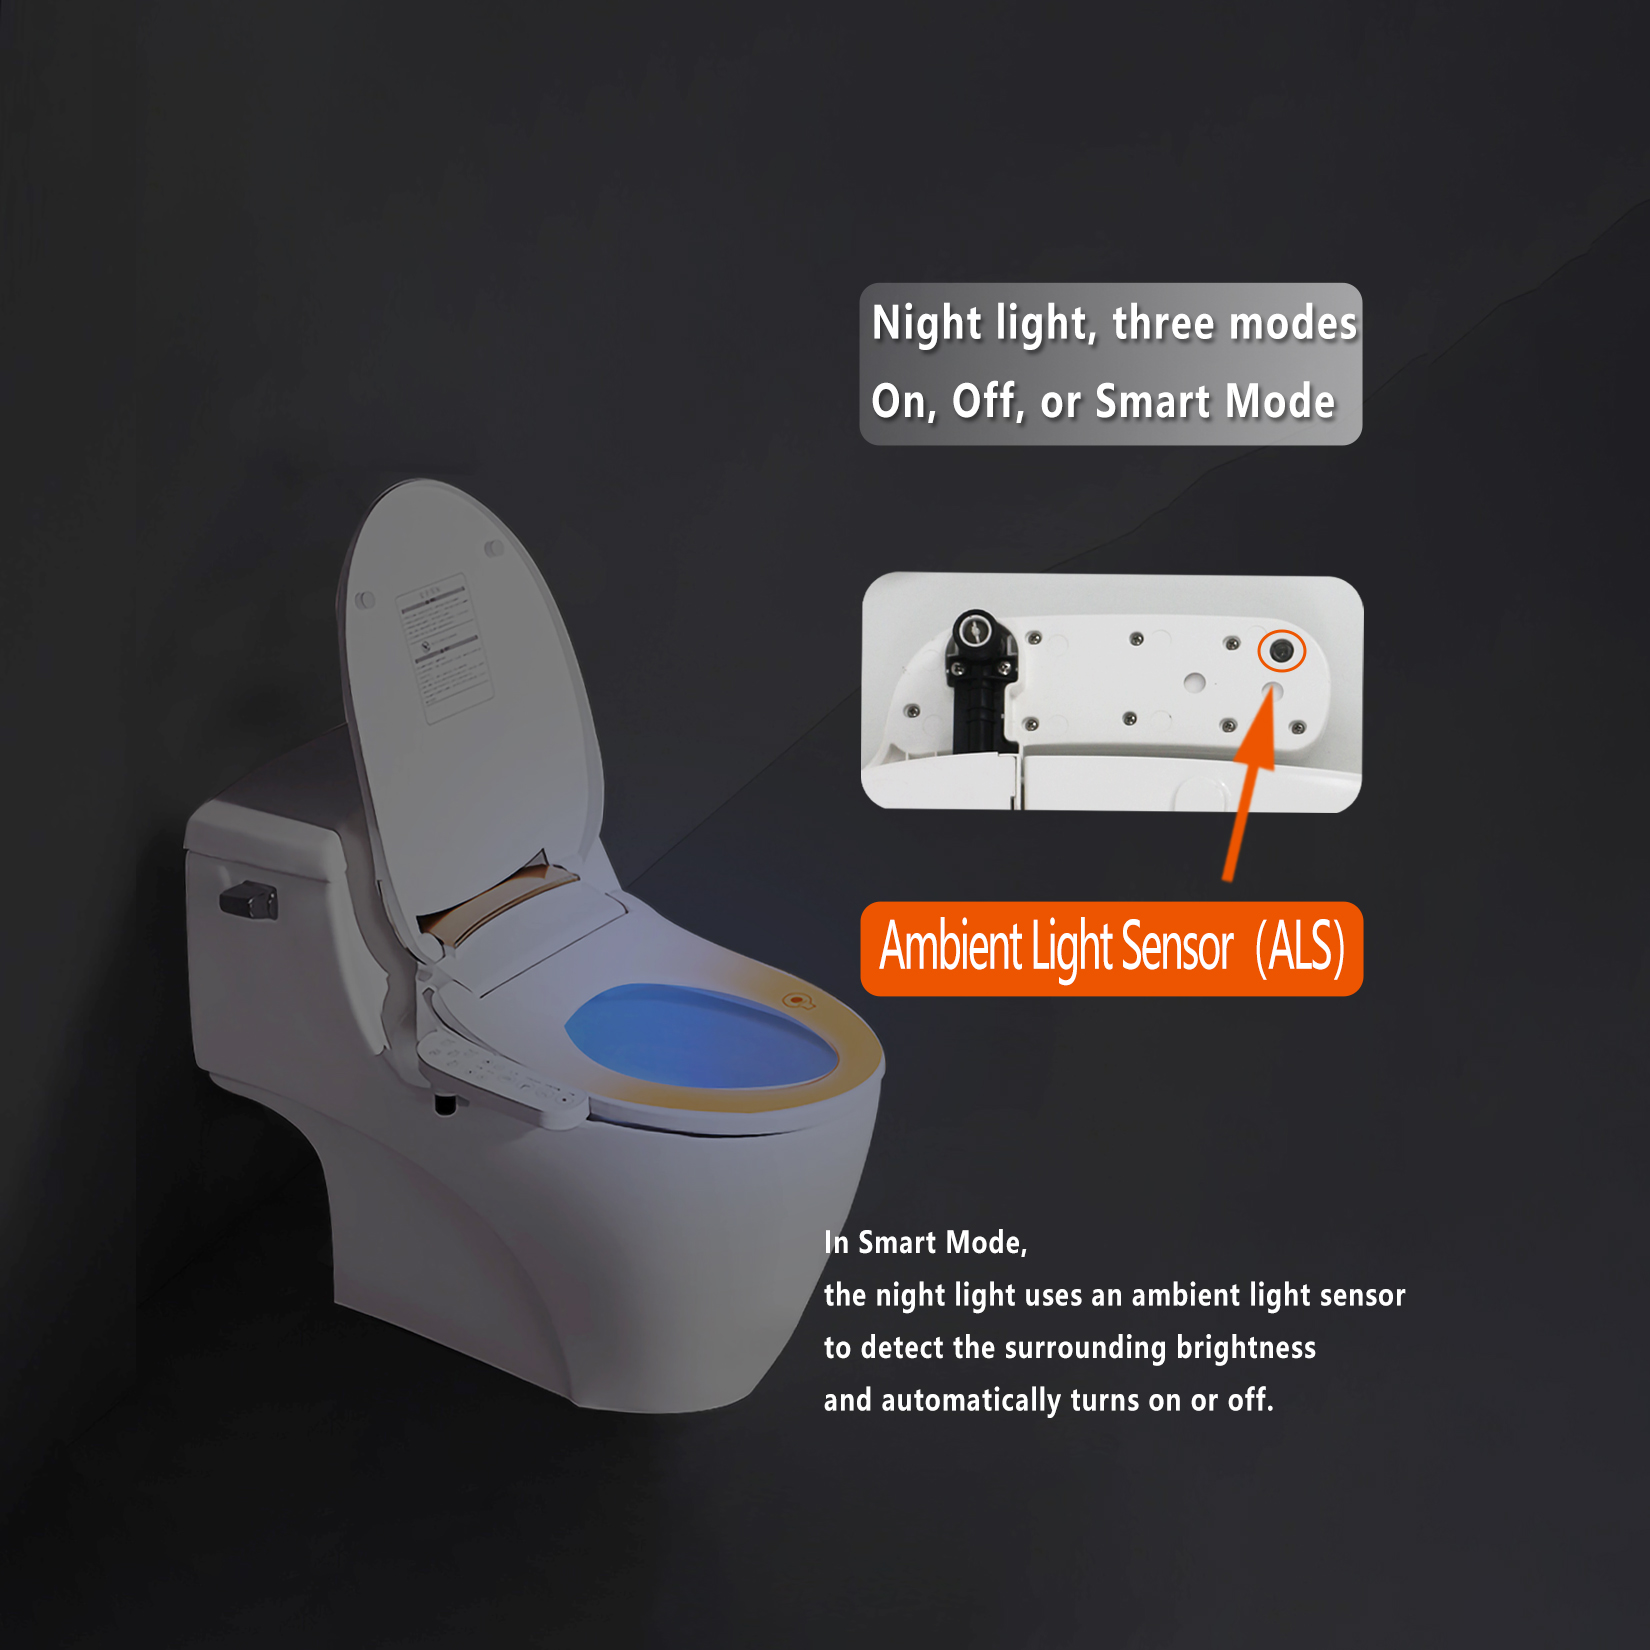 Night light, three modes
On, Off, or Smart Mode
Ambient Light Sensor (ALS)
In Smart Mode,
the night light uses an ambient light sensor
to detect the surrounding brightness
and automatically turns on or off.